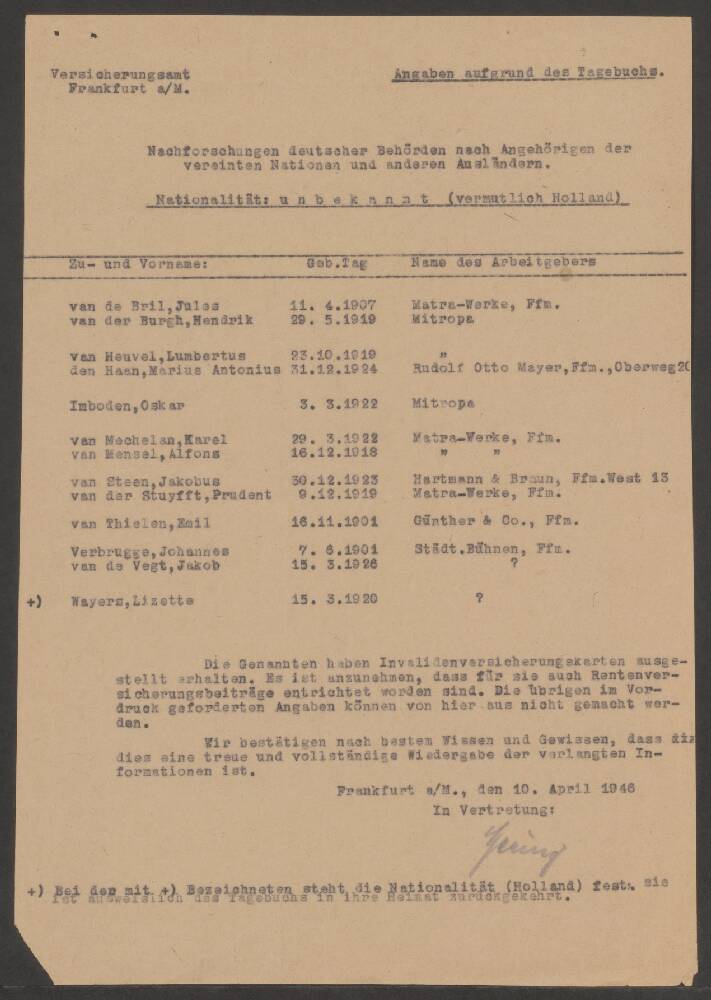 Versicherungsamt
Frankfurt a/M.
Angaben aufgrund des Tagebuchs.
Nachforschungen deutscher Behörden nach Angehörigen der
vereinten Nationen und anderen Ausländern.
Nationalität: u n b e k a n n t (vermutlich Holland)
Zu- und Vorname: Geb.Tag Name des Arbeitgebers
van de Bril,Jules 11. 4.1907 Matra-Werke, Ffm.
van der Burgh,Hendrik 29. 5.1919 Mitropa
van Heuvel,Lumbertus 23.10.1919 "
den Haan,Marius Antonius 31.12.1924 Rudolf Otto Mayer,Ffm.,Oberweg20
Imboden,Oskar 3. 3.1922 Mitropa
van Mechelan,Karel 29. 3.1922 Matra-Werke, Ffm.
van Mensel,Alfons 16.12.1918 " "
van Steen,Jakobus 30.12.1923 Hartmann & Braun, Ffm.West 13
van der Stuyfft,Prudent 9.12.1919 Matra-Werke, Ffm.
van Thielen,Emil 16.11.1901 Günther & Co., Ffm.
Verbrugge,Johannes 7. 6.1901 Städt.Bühnen, Ffm.
van de Vegt,Jakob 15. 3.1926 ?
+) Wayers,Lizette 15. 3.1920 ?
Die Genannten haben Invalidenversicherungskarten ausge-
stellt erhalten. Es ist anzunehmen, dass für sie auch Rentenver-
sicherungsbeiträge entrichtet worden sind. Die übrigen im Vor-
druck geforderten Angaben können von hier aus nicht gemacht wer-
den.
Wir bestätigen nach bestem Wissen und Gewissen, dass
dies eine treue und vollständige Wiedergabe der verlangten In-
formationen ist.
Frankfurt a/M., den 10. April 1946
In Vertretung:
+) Bei der mit +) Bezeichneten steht die Nationalität (Holland) fest. sie
ist ausweislich des Tagebuchs in ihre Heimat zurückgekehrt.